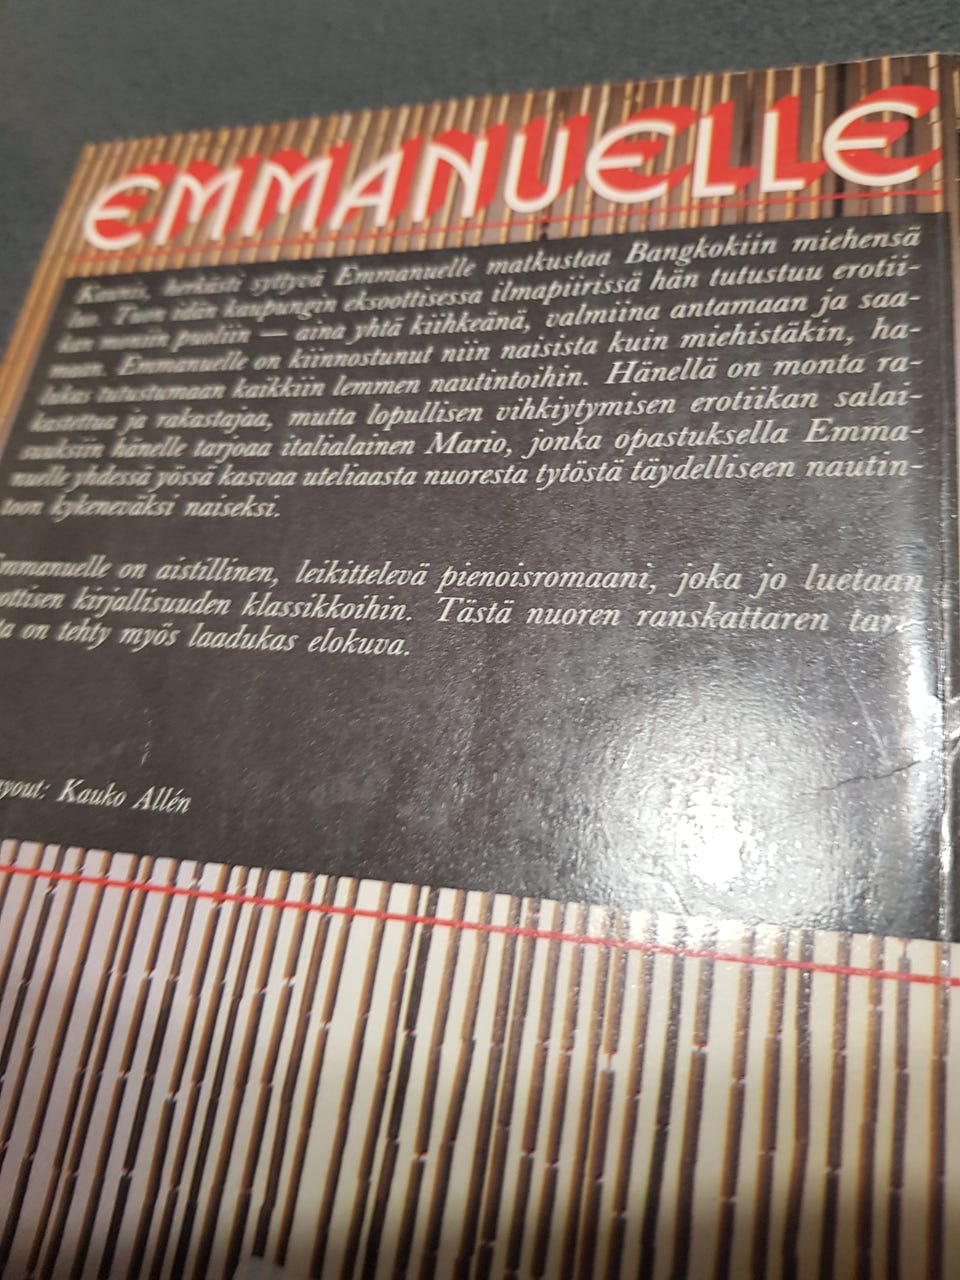 EMMANUELLE
Kaunis, herkästi syttyvä Emmanuelle matkustaa Bangkokiin miehensä
luo. Tuon idän kaupungin eksoottisessa ilmapiirissä hän tutustuu erotii-
kan moniin puoliin — aina yhtä kiihkeänä, valmiina antamaan ja saa-
maan. Emmanuelle on kiinnostunut niin naisista kuin miehistäkin, ha-
lukas tutustumaan kaikkiin lemmen nautintoihin. Hänellä on monta ra-
kastettua ja rakastajaa, mutta lopullisen vihkiytymisen erotiikan salai-
suuksiin hänelle tarjoaa italialainen Mario, jonka opastuksella Emma-
nuelle yhdessä yössä kasvaa uteliaasta nuoresta tytöstä täydelliseen nautin-
toon kykeneväksi naiseksi.
Emmanuelle on aistillinen, leikittelevä pienoisromaani, joka jo luetaan
ottisen kirjallisuuden klassikkoihin. Tästä nuoren ranskattaren tari-
ta on tehty myös laadukas elokuva.
yout: Kauko Allén